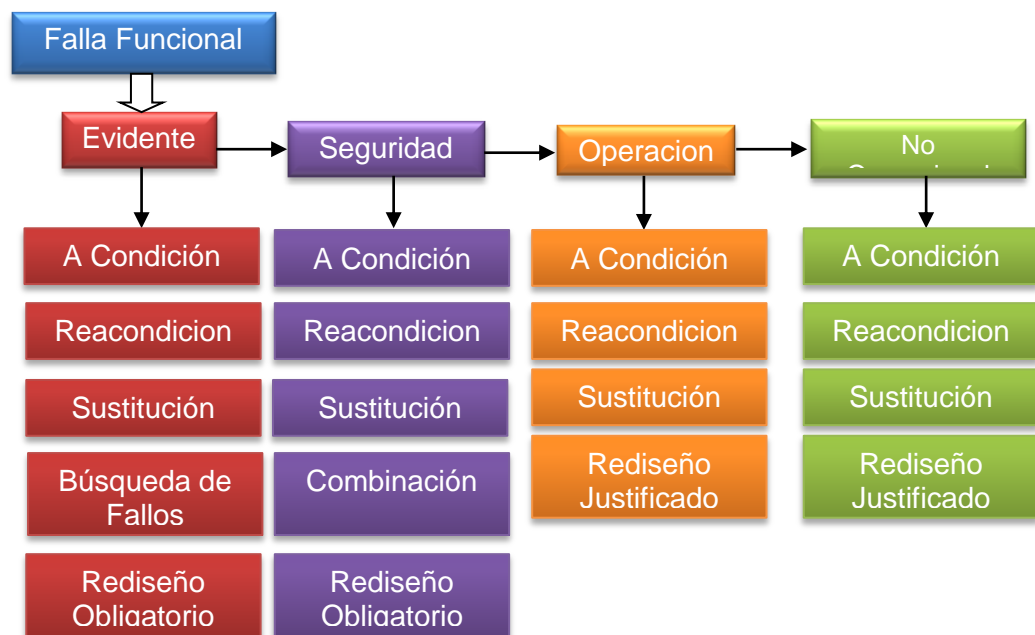 Falla Funcional
Evidente
Seguridad
Operacion
No
A Condición
A Condición
A Condición
A Condición
Reacondicion
Reacondicion
Reacondicion
Reacondicion
Sustitución
Sustitución
Sustitución
Sustitución
Búsqueda de
Fallos
Combinación
Rediseño
Justificado
Rediseño
Justificado
Rediseño
Obligatorio
Rediseño
Obligatorio